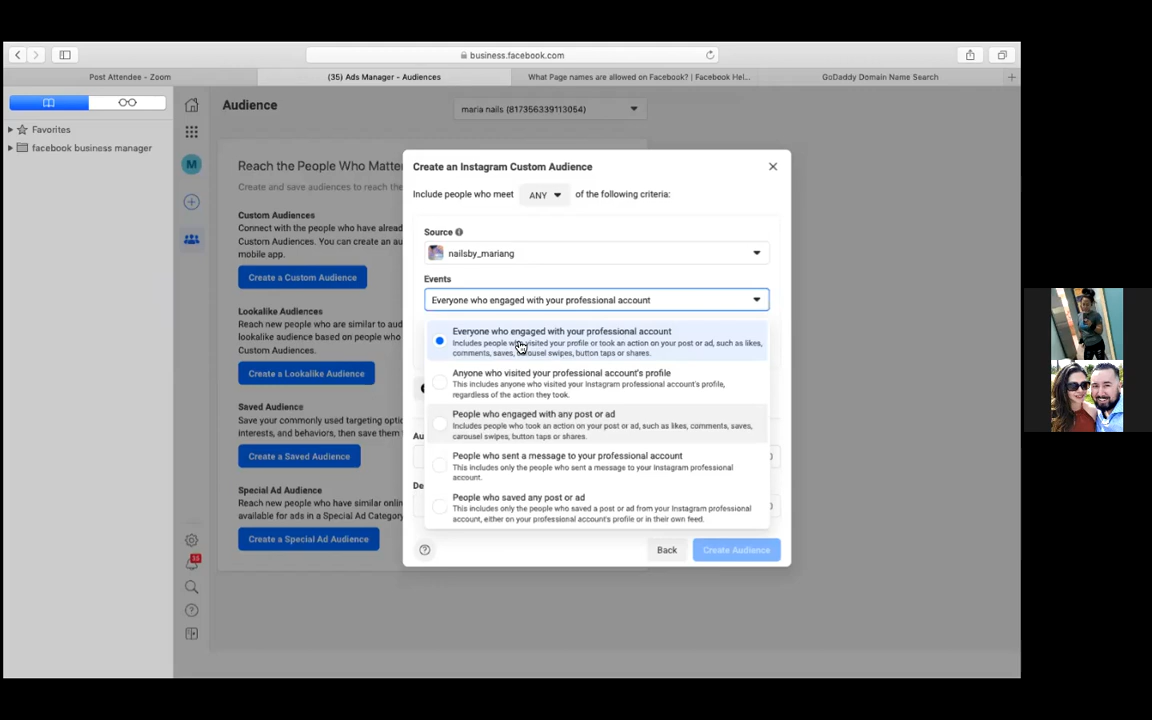 business.facebook.com
Post Attendee - Zoom
(35) Ads Manager - Audiences
What Page names are allowed on Facebook? | Facebook Hel...
GoDaddy Domain Name Search
Favorites
facebook business manager
Audience
maria nails (817356339113054)
M
35
Reach the People Who Matter
Create and save audiences to reach the
Custom Audiences
Connect with the people who have alread
Custom Audiences. You can create an au
mobile app.
Create a Custom Audience
Lookalike Audiences
Reach new people who are similar to aud
lookalike audience based on people who
Custom Audiences.
Create a Lookalike Audience
Saved Audience
Save your commonly used targeting optio
interests, and behaviors, then save them
Create a Saved Audience
Special Ad Audience
Reach new people who have similar onlin
available for ads in a Special Ad Category
Create a Special Ad Audience
Create an Instagram Custom Audience
Include people who meet ANY of the following criteria:
Source
nailsby_mariang
Events
Everyone who engaged with your professional account
Everyone who engaged with your professional account
Includes people who visited your profile or took an action on your post or ad, such as likes,
comments, saves, carousel swipes, button taps or shares.
Anyone who visited your professional account's profile
This includes anyone who visited your Instagram professional account's profile,
regardless of the action they took.
People who engaged with any post or ad
Includes people who took an action on your post or ad, such as likes, comments, saves,
carousel swipes, button taps or shares.
People who sent a message to your professional account
This includes only the people who sent a message to your Instagram professional
account.
People who saved any post or ad
This includes only the people who saved a post or ad from your Instagram professional
account, either on your professional account's profile or in their own feed.
Au
De
Back
Create Audience